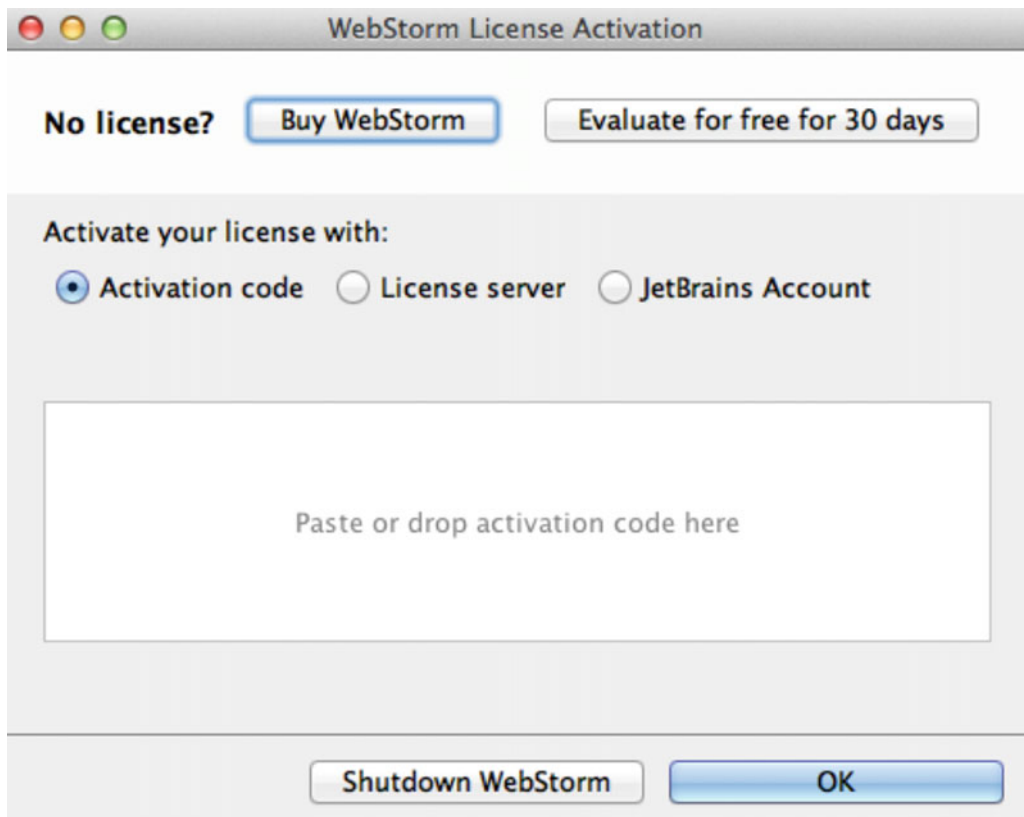 WebStorm License Activation
No license? Buy WebStorm Evaluate for free for 30 days
Activate your license with:
Activation code License server JetBrains Account
Paste or drop activation code here
Shutdown WebStorm OK